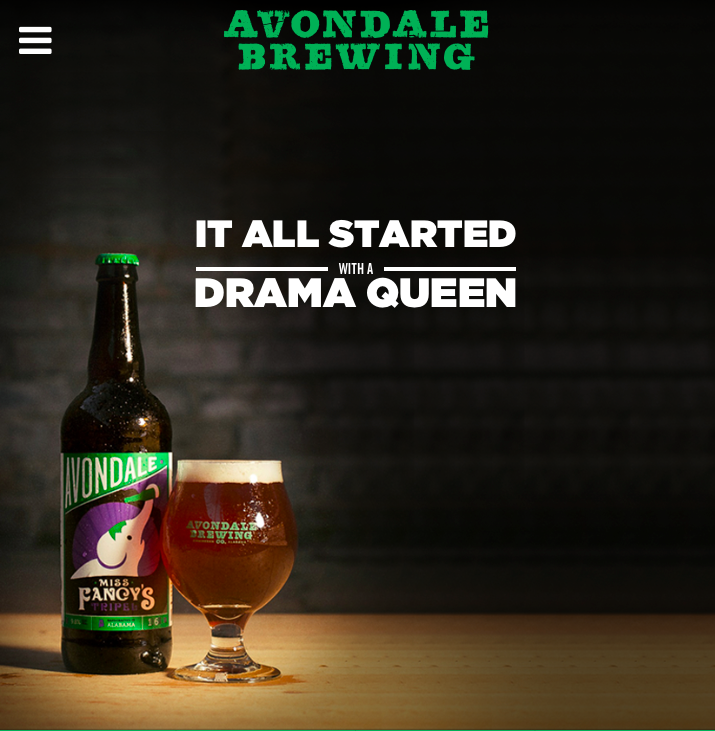 AVONDALE
BREWING
IT ALL STARTED
WITH A
DRAMA QUEEN
AVONDALE
MISS
FANCY'S
TRIPEL
ALABAMA
AVONDALE
BREWING
CO.